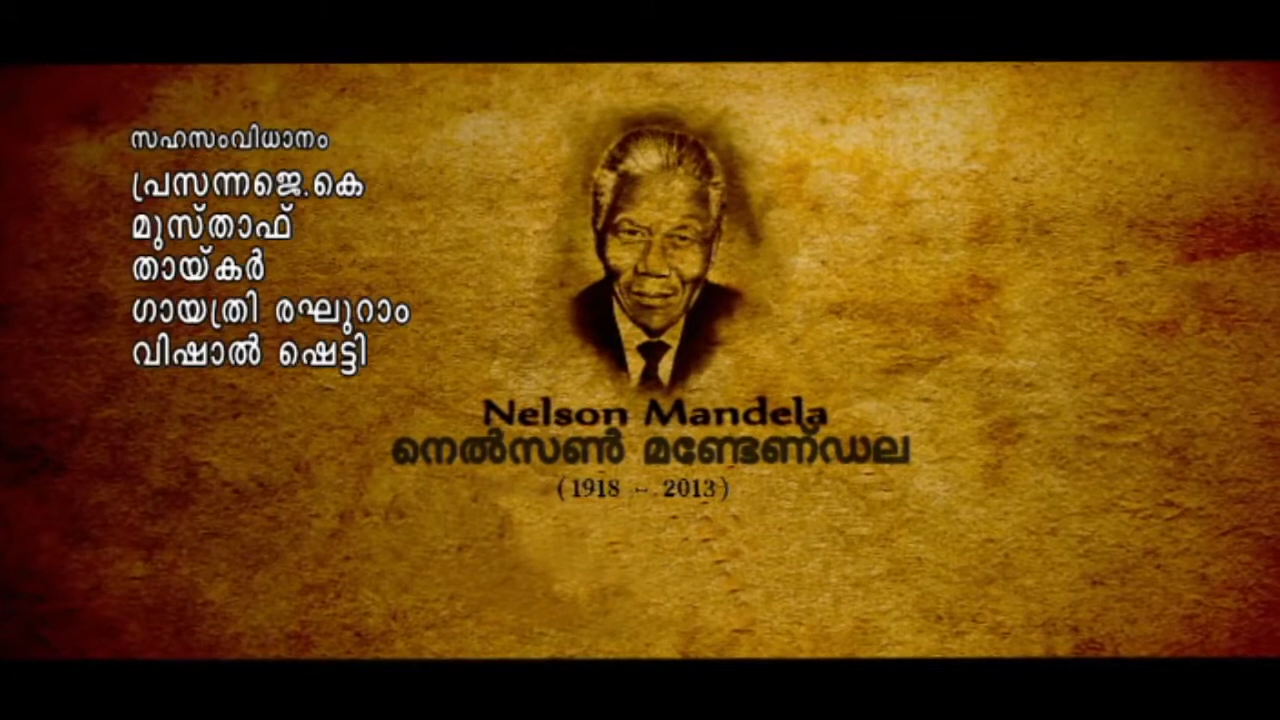 സഹസംവിധാനം
പ്രസന്നജെ.കെ
മുസ്താഫ്
തായ്കർ
ഗായത്രി രഘുറാം
വിഷാൽ ഷെട്ടി
Nelson Mandela
നെൽസൺ മണ്ടേണ്ഡല
(1918 - 2013)